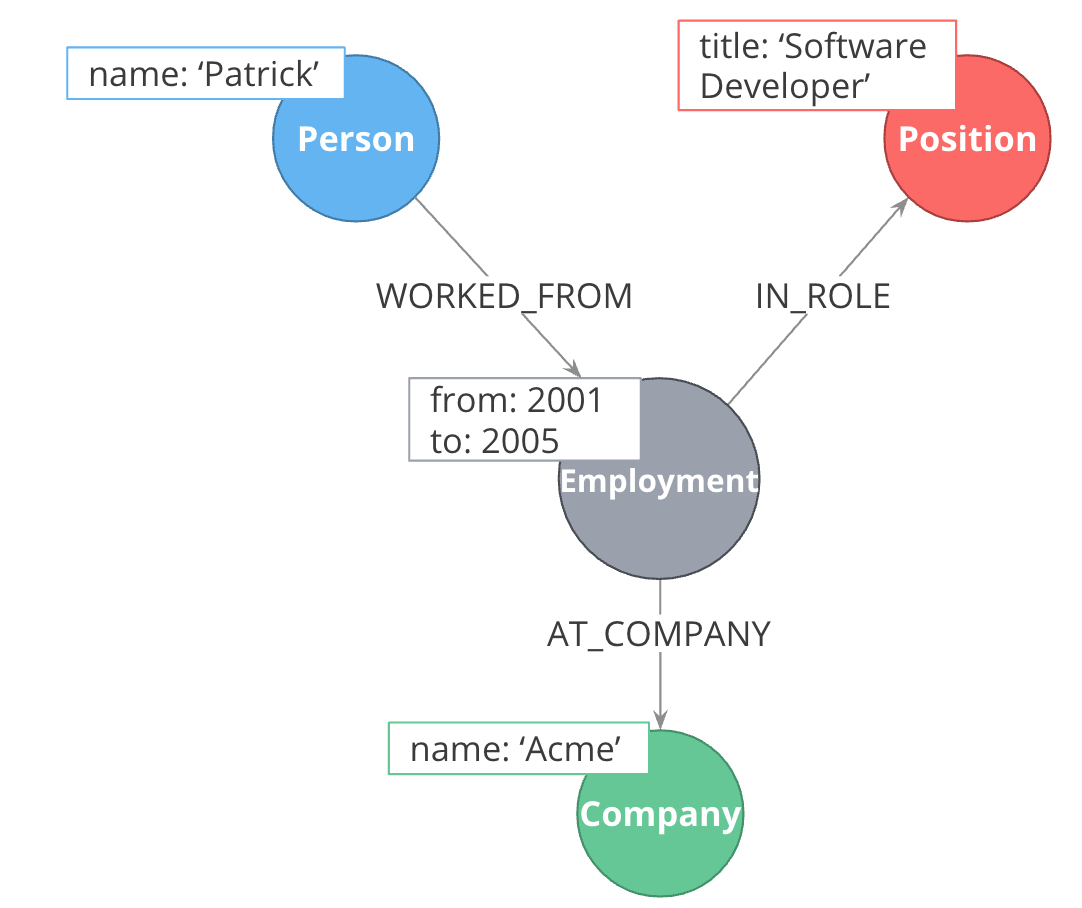 name: ‘Patrick’
Person
title: ‘Software
Developer’
Position
WORKED_FROM
IN_ROLE
from: 2001
to: 2005
Employment
AT_COMPANY
name: ‘Acme’
Company